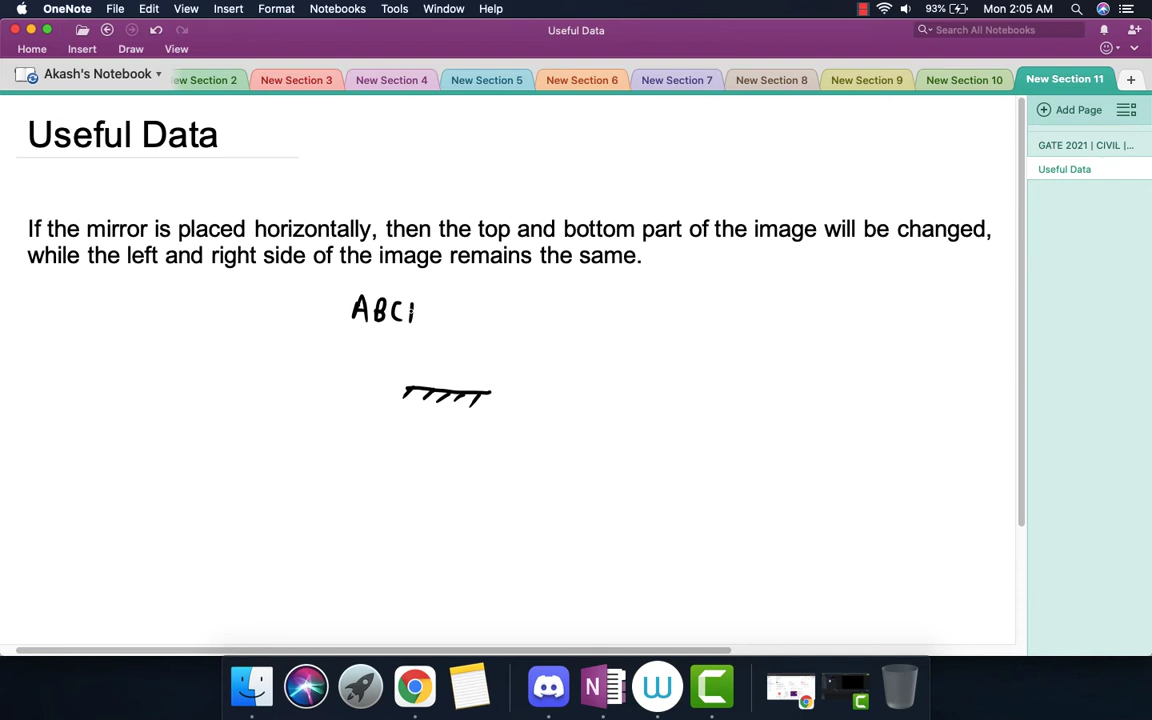 OneNote File Edit View Insert Format Notebooks Tools Window Help 93% Mon 2:05 AM
Useful Data Search All Notebooks
Home Insert Draw View
Akash's Notebook ew Section 2 New Section 3 New Section 4 New Section 5 New Section 6 New Section 7 New Section 8 New Section 9 New Section 10 New Section 11
Add Page
Useful Data
GATE 2021 | CIVIL |...
Useful Data
If the mirror is placed horizontally, then the top and bottom part of the image will be changed,
while the left and right side of the image remains the same.
ABC